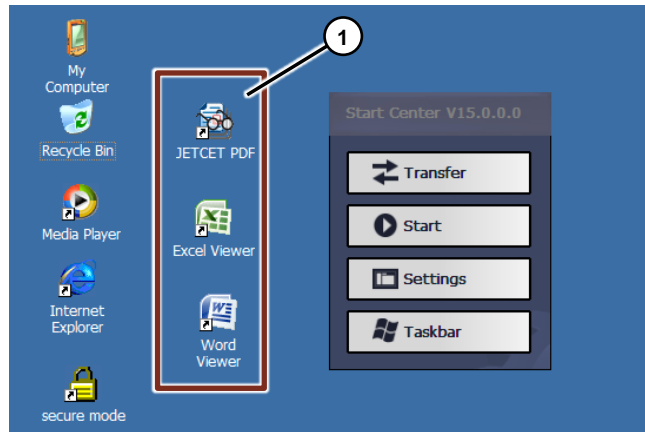 1
My
Computer
Recycle Bin
Media Player
Internet
Explorer
secure mode
JETCET PDF
Excel Viewer
Word
Viewer
Start Center V15.0.0.0
Transfer
Start
Settings
Taskbar